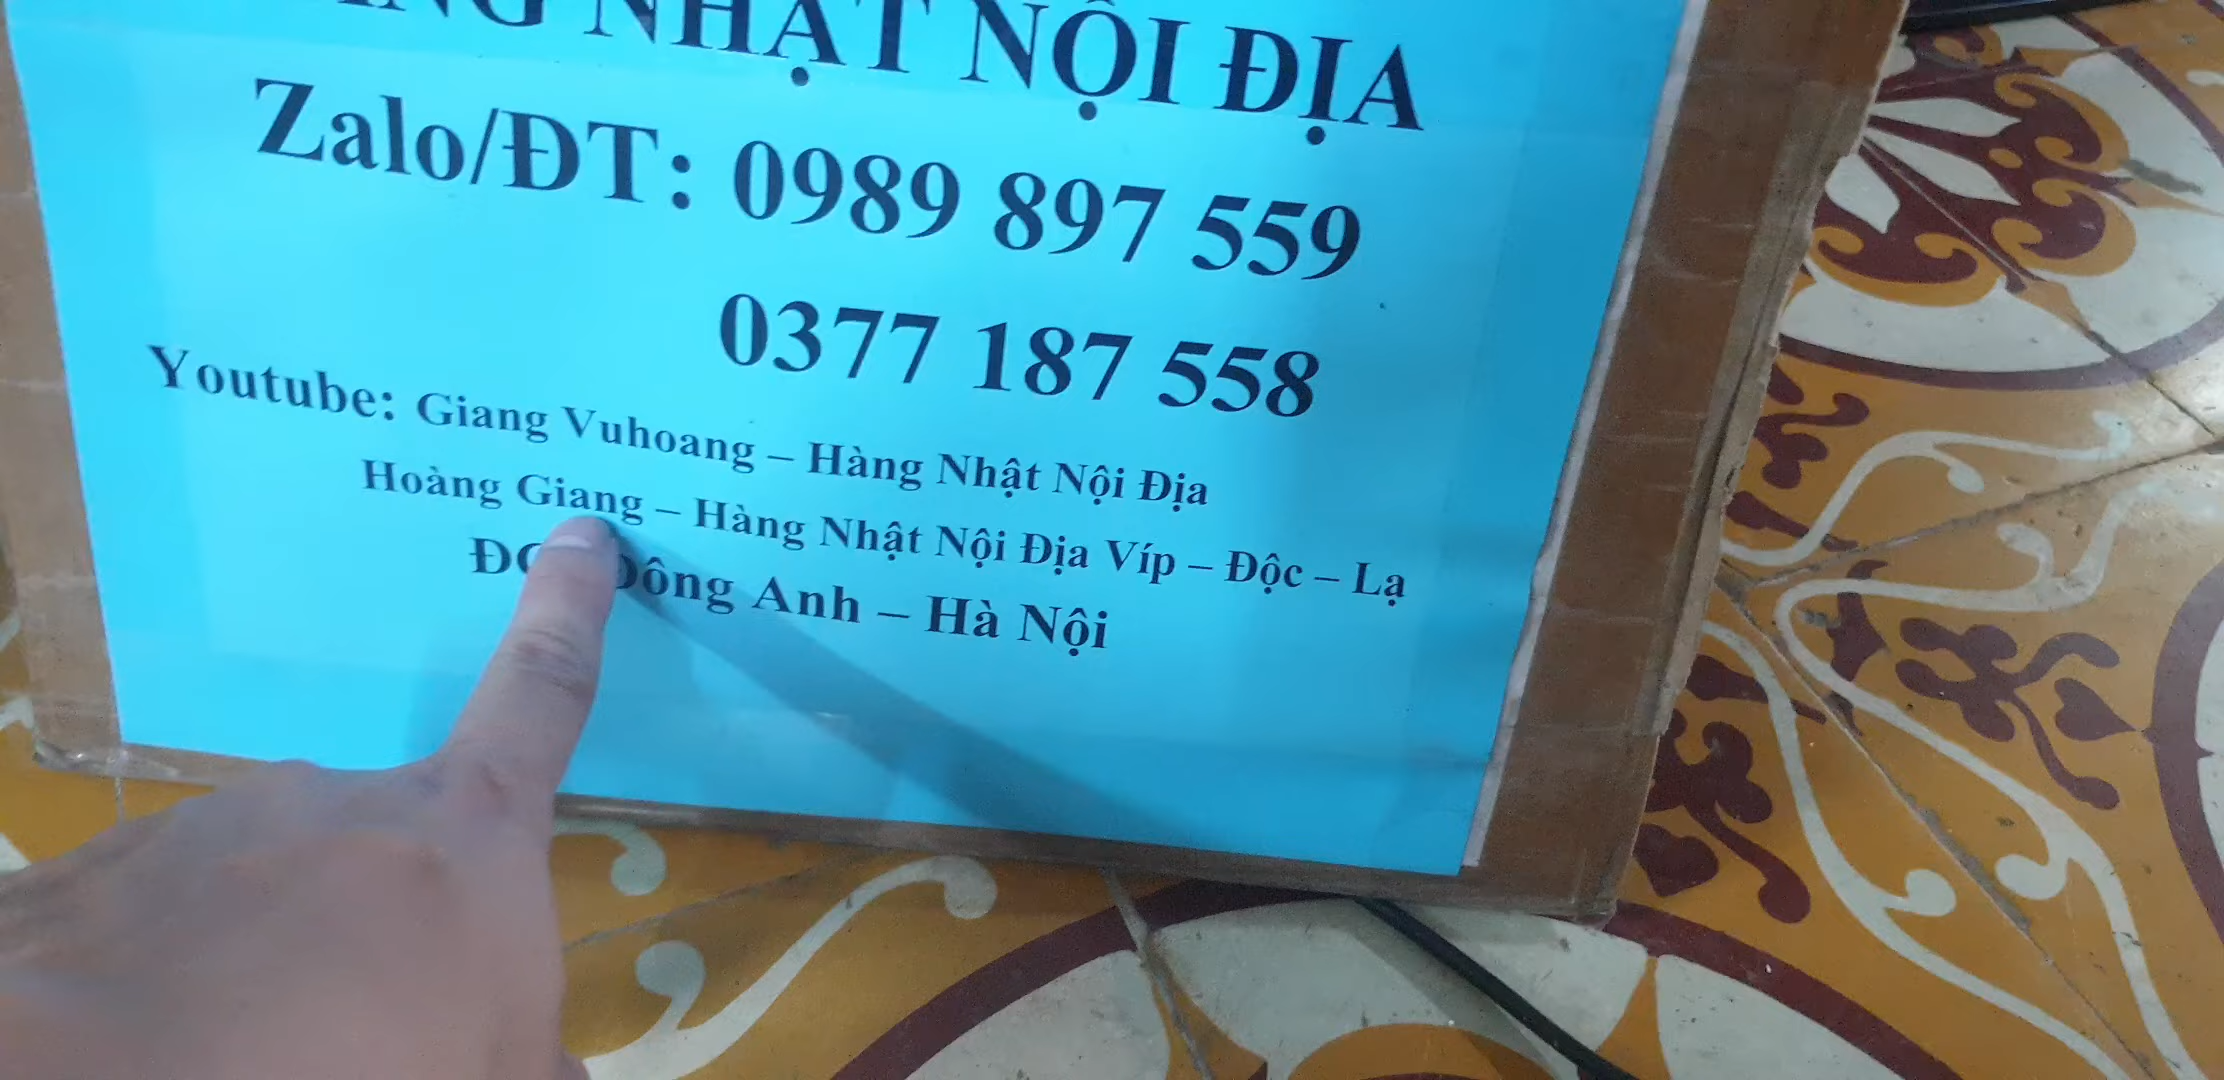 NHẬT NỘI ĐỊA
Zalo/ĐT: 0989 897 559
0377 187 558
Youtube: Giang Vuhoang – Hàng Nhật Nội Địa
Hoàng Giang – Hàng Nhật Nội Địa Víp – Độc – Lạ
Đông Anh – Hà Nội